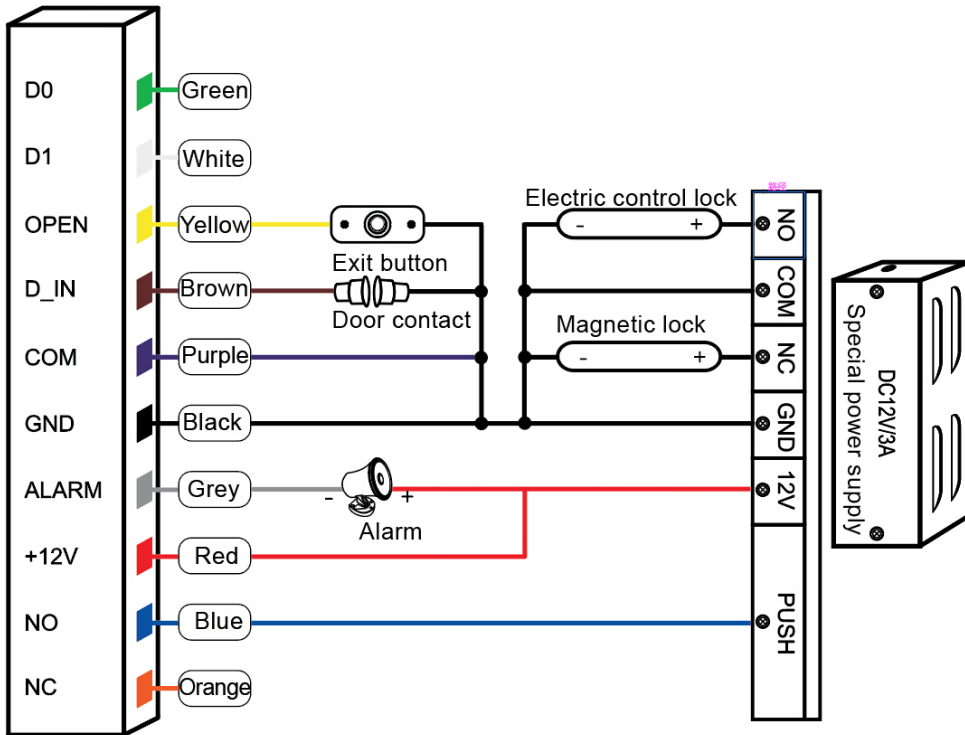 D0
Green
D1
White
OPEN
Yellow
Exit button
D_IN
Brown
Door contact
COM
Purple
GND
Black
ALARM
Grey
-
+
Alarm
+12V
Red
NO
Blue
NC
Orange
Electric control lock
-
+
Magnetic lock
-
+
路径
NO
COM
NC
GND
12V
PUSH
DC12V/3A
Special power supply